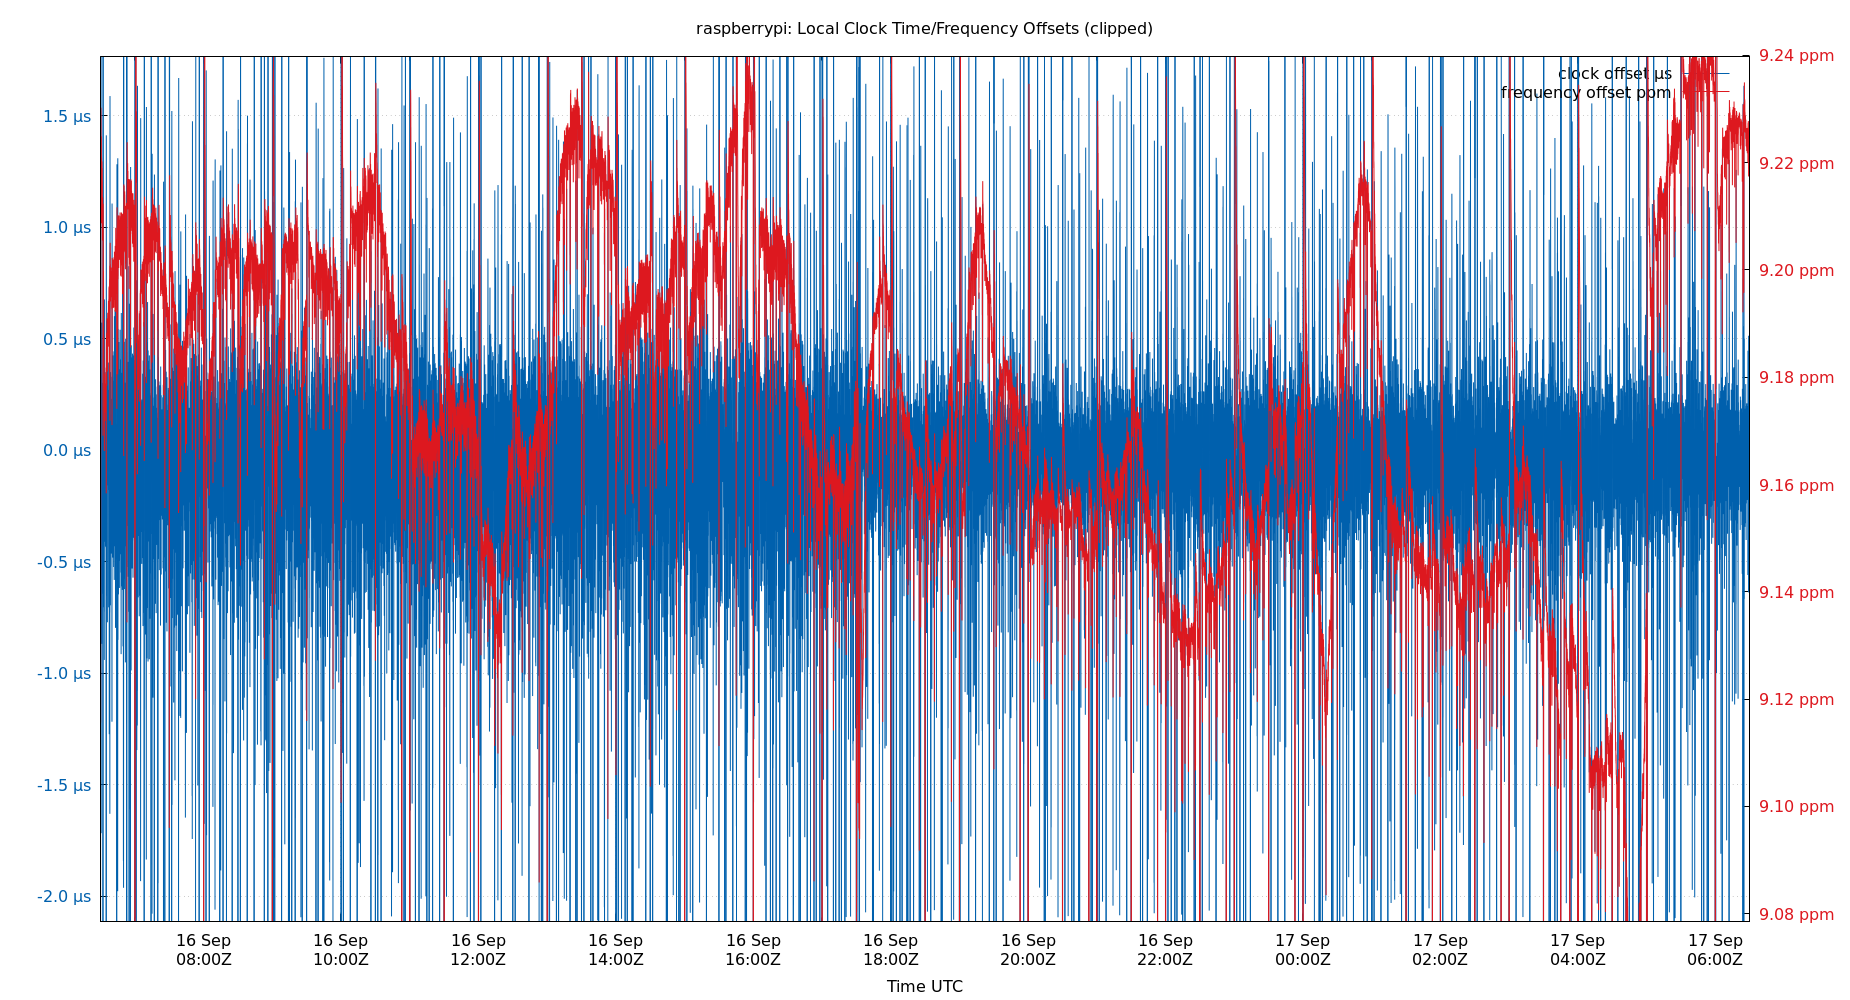 raspberrypi: Local Clock Time/Frequency Offsets (clipped)
clock offset µs
frequency offset ppm
1.5 µs
1.0 µs
0.5 µs
0.0 µs
-0.5 µs
-1.0 µs
-1.5 µs
-2.0 µs
9.24 ppm
9.22 ppm
9.20 ppm
9.18 ppm
9.16 ppm
9.14 ppm
9.12 ppm
9.10 ppm
9.08 ppm
16 Sep 16 Sep 16 Sep 16 Sep 16 Sep 16 Sep 16 Sep 16 Sep 17 Sep 17 Sep 17 Sep 17 Sep
08:00Z 10:00Z 12:00Z 14:00Z 16:00Z 18:00Z 20:00Z 22:00Z 00:00Z 02:00Z 04:00Z 06:00Z
Time UTC